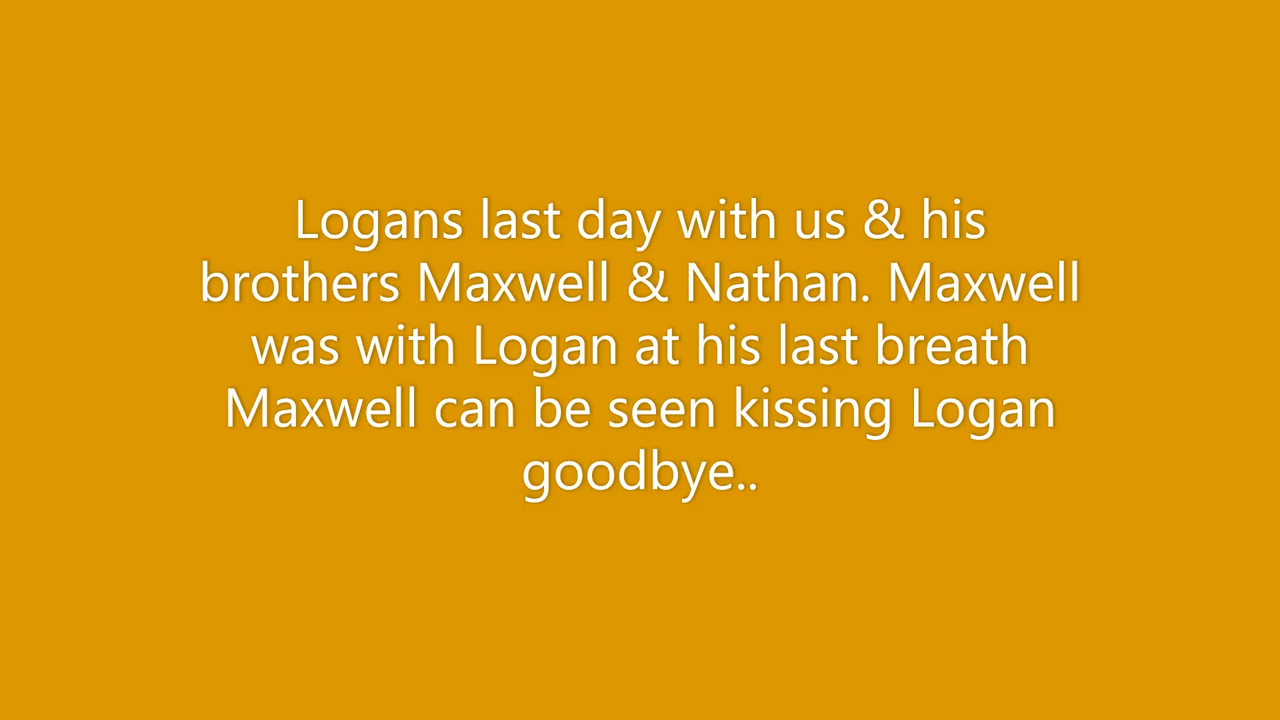 Logans last day with us & his
brothers Maxwell & Nathan. Maxwell
was with Logan at his last breath
Maxwell can be seen kissing Logan
goodbye..